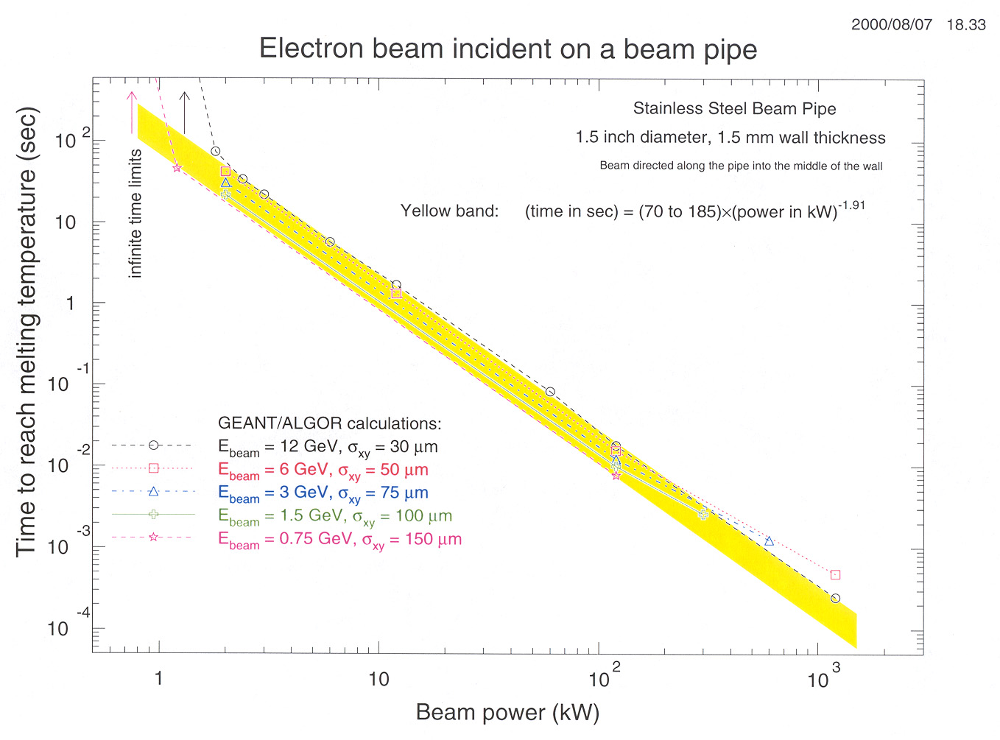 2000/08/07 18.33
Electron beam incident on a beam pipe
Time to reach melting temperature (sec)
10 2
10
1
10 -1
10 -2
10 -3
10 -4
infinite time limits
Stainless Steel Beam Pipe
1.5 inch diameter, 1.5 mm wall thickness
Beam directed along the pipe into the middle of the wall
Yellow band: (time in sec) = (70 to 185)×(power in kW)-1.91
GEANT/ALGOR calculations:
Ebeam = 12 GeV, σxy = 30 μm
Ebeam = 6 GeV, σxy = 50 μm
Ebeam = 3 GeV, σxy = 75 μm
Ebeam = 1.5 GeV, σxy = 100 μm
Ebeam = 0.75 GeV, σxy = 150 μm
1 10 10 2 10 3
Beam power (kW)